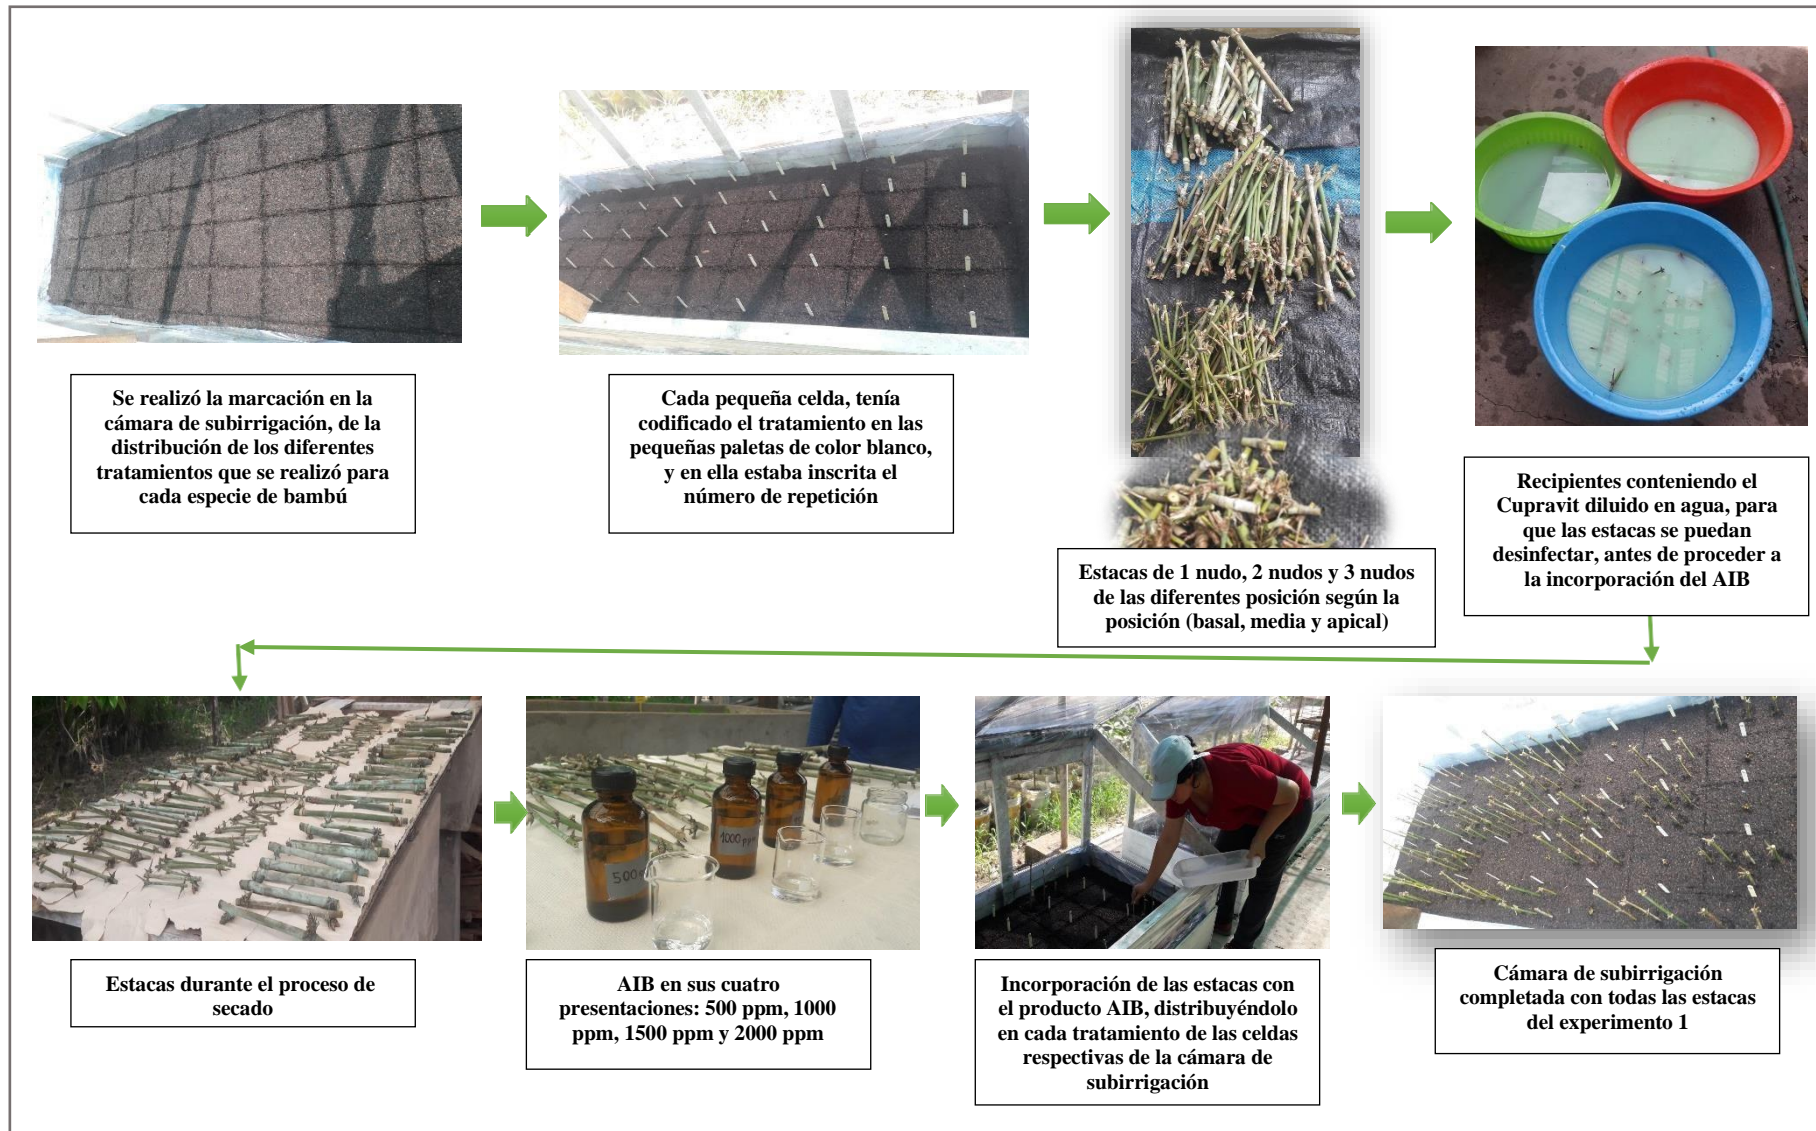 Se realizó la marcación en la
cámara de subirrigación, de la
distribución de los diferentes
tratamientos que se realizó para
cada especie de bambú
Cada pequeña celda, tenía
codificado el tratamiento en las
pequeñas paletas de color blanco,
y en ella estaba inscrita el
número de repetición
Estacas de 1 nudo, 2 nudos y 3 nudos
de las diferentes posición según la
posición (basal, media y apical)
Recipientes conteniendo el
Cupravit diluido en agua, para
que las estacas se puedan
desinfectar, antes de proceder a
la incorporación del AIB
500
1000 ppm
Estacas durante el proceso de
secado
AIB en sus cuatro
presentaciones: 500 ppm, 1000
ppm, 1500 ppm y 2000 ppm
Incorporación de las estacas con
el producto AIB, distribuyéndolo
en cada tratamiento de las celdas
respectivas de la cámara de
subirrigación
Cámara de subirrigación
completada con todas las estacas
del experimento 1